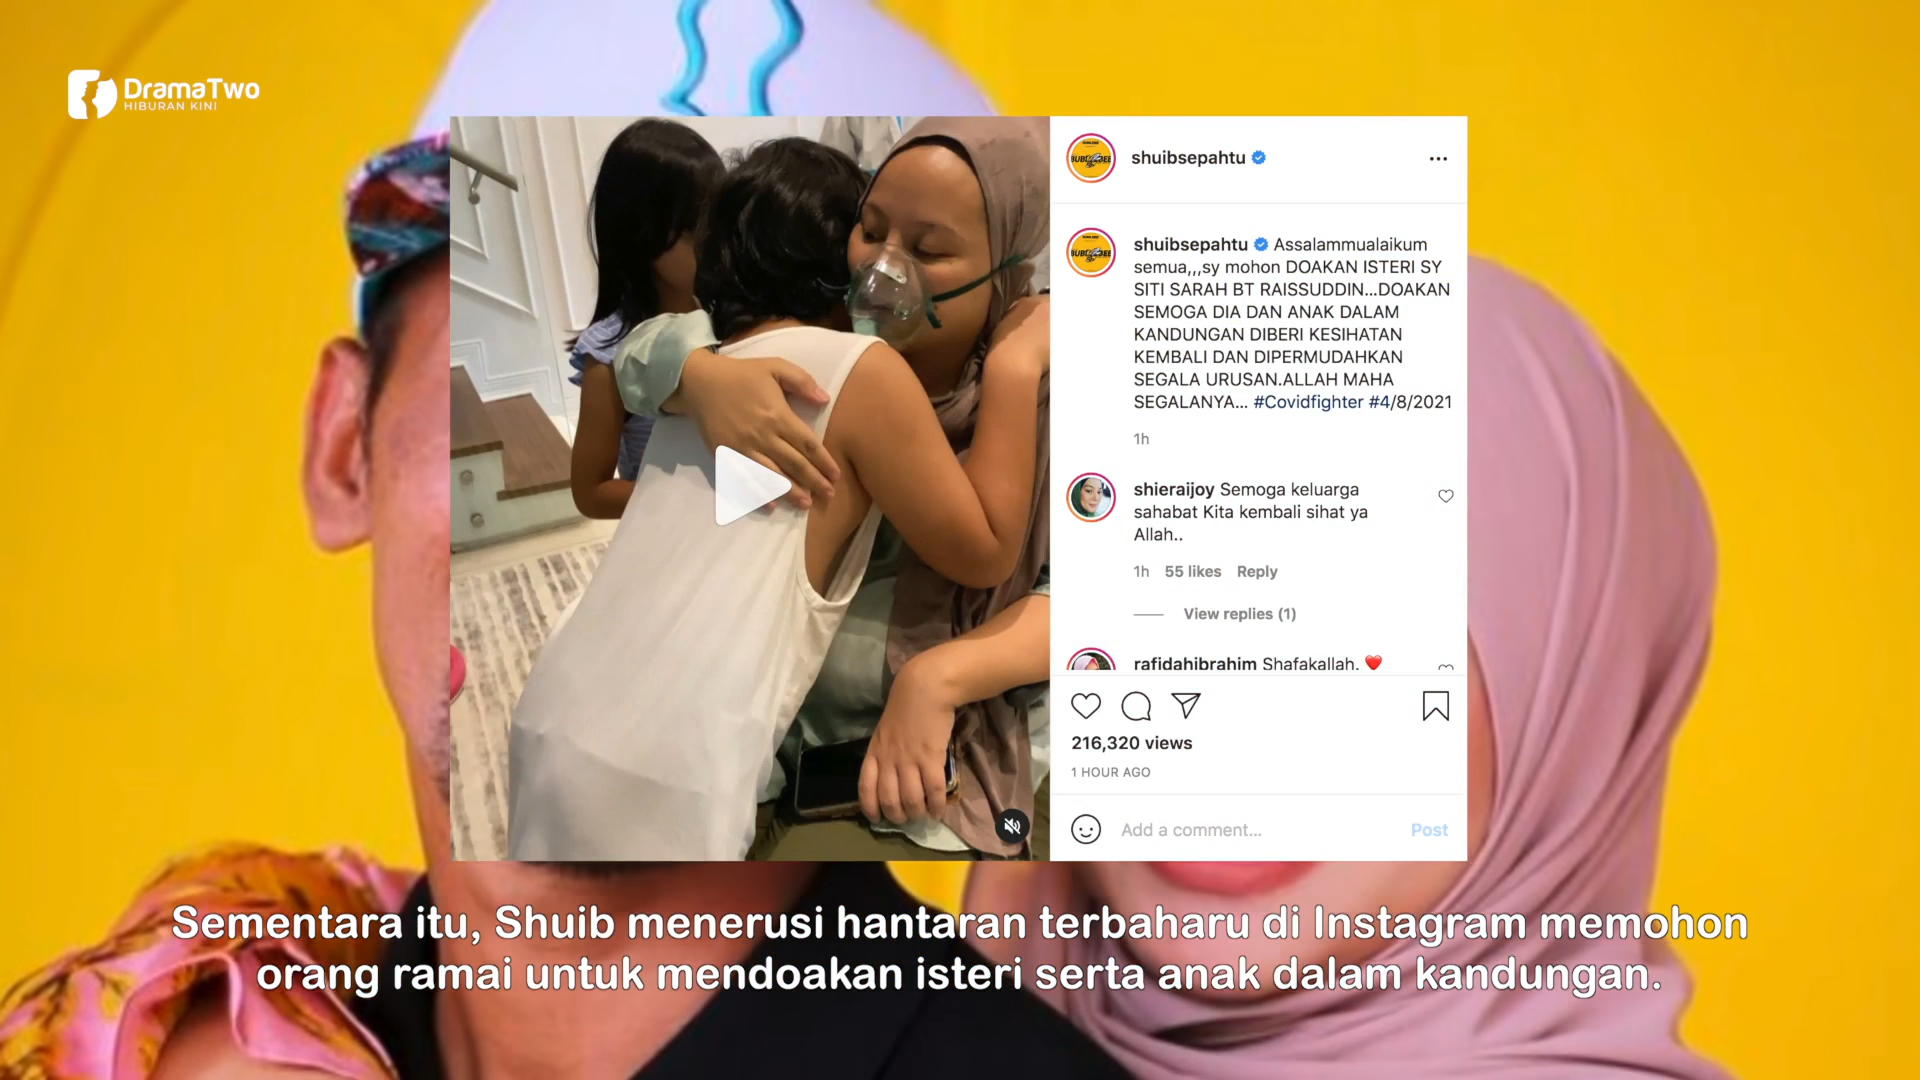 DramaTwo
HIBURAN KINI
shuibsepahtu
shuibsepahtu Assalammualaikum
semua,,,sy mohon DOAKAN ISTERI SY
SITI SARAH BT RAISSUDDIN...DOAKAN
SEMOGA DIA DAN ANAK DALAM
KANDUNGAN DIBERI KESIHATAN
KEMBALI DAN DIPERMUDAHKAN
SEGALA URUSAN.ALLAH MAHA
SEGALANYA... #Covidfighter #4/8/2021
1h
shieraijoy Semoga keluarga
sahabat Kita kembali sihat ya
Allah..
1h 55 likes Reply
View replies (1)
rafidahibrahim Shafakallah. ❤️
216,320 views
1 HOUR AGO
Add a comment... Post
Sementara itu, Shuib menerusi hantaran terbaharu di Instagram memohon
orang ramai untuk mendoakan isteri serta anak dalam kandungan.